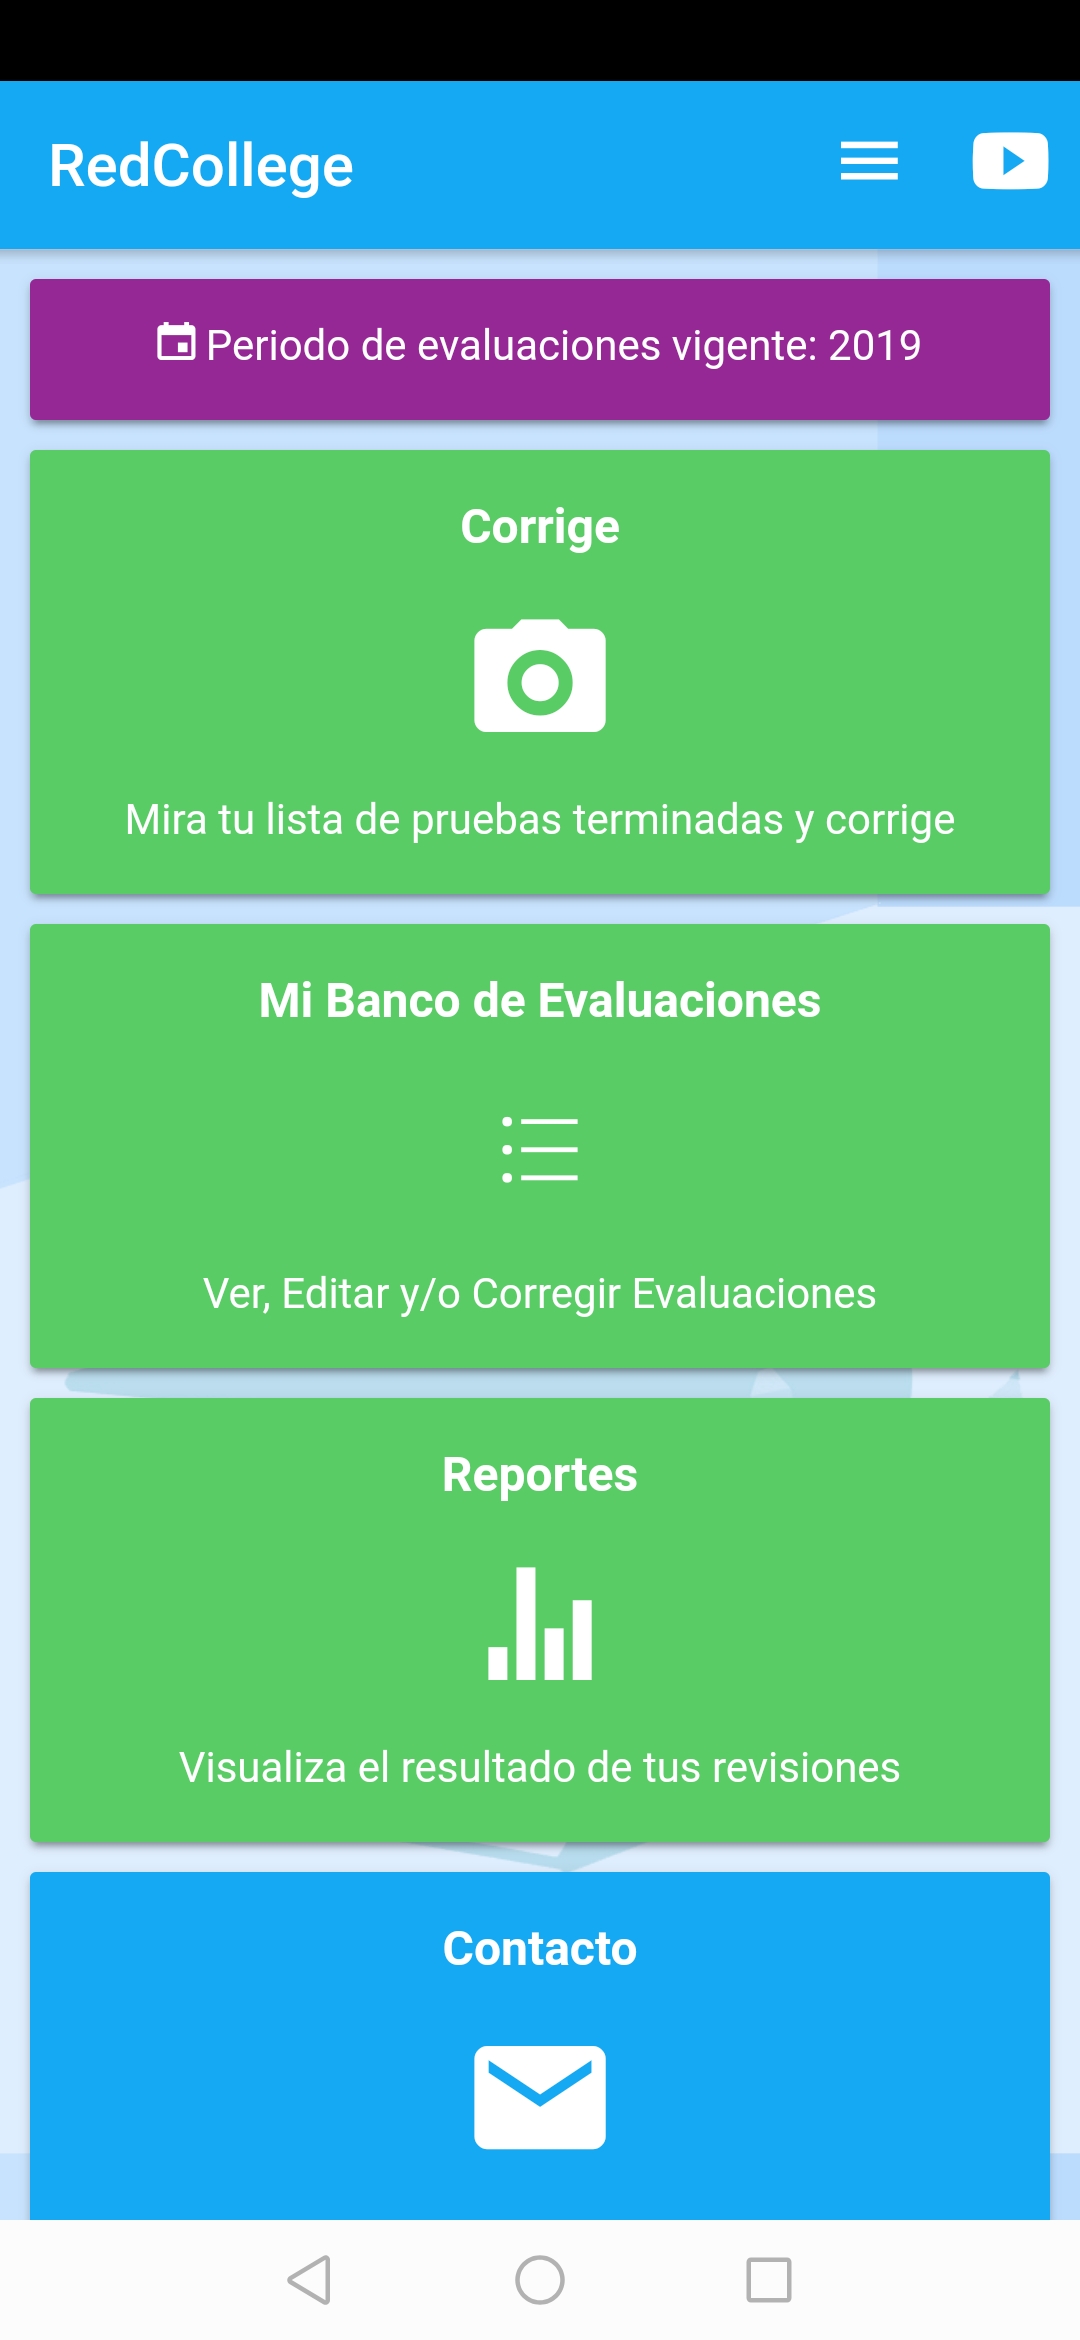 RedCollege
Periodo de evaluaciones vigente: 2019
Corrige
Mira tu lista de pruebas terminadas y corrige
Mi Banco de Evaluaciones
Ver, Editar y/o Corregir Evaluaciones
Reportes
Visualiza el resultado de tus revisiones
Contacto